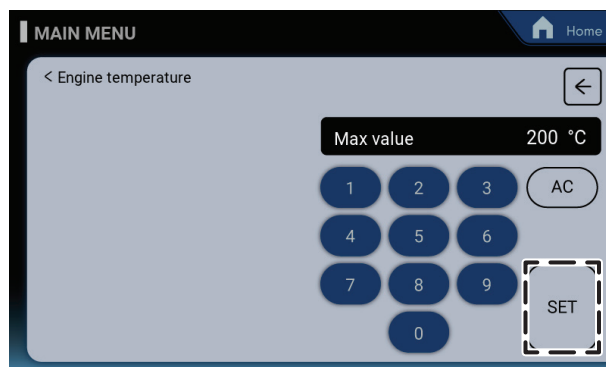 MAIN MENU
Home
< Engine temperature
Max value 200 °C
1 2 3 AC
4 5 6
7 8 9
SET
0